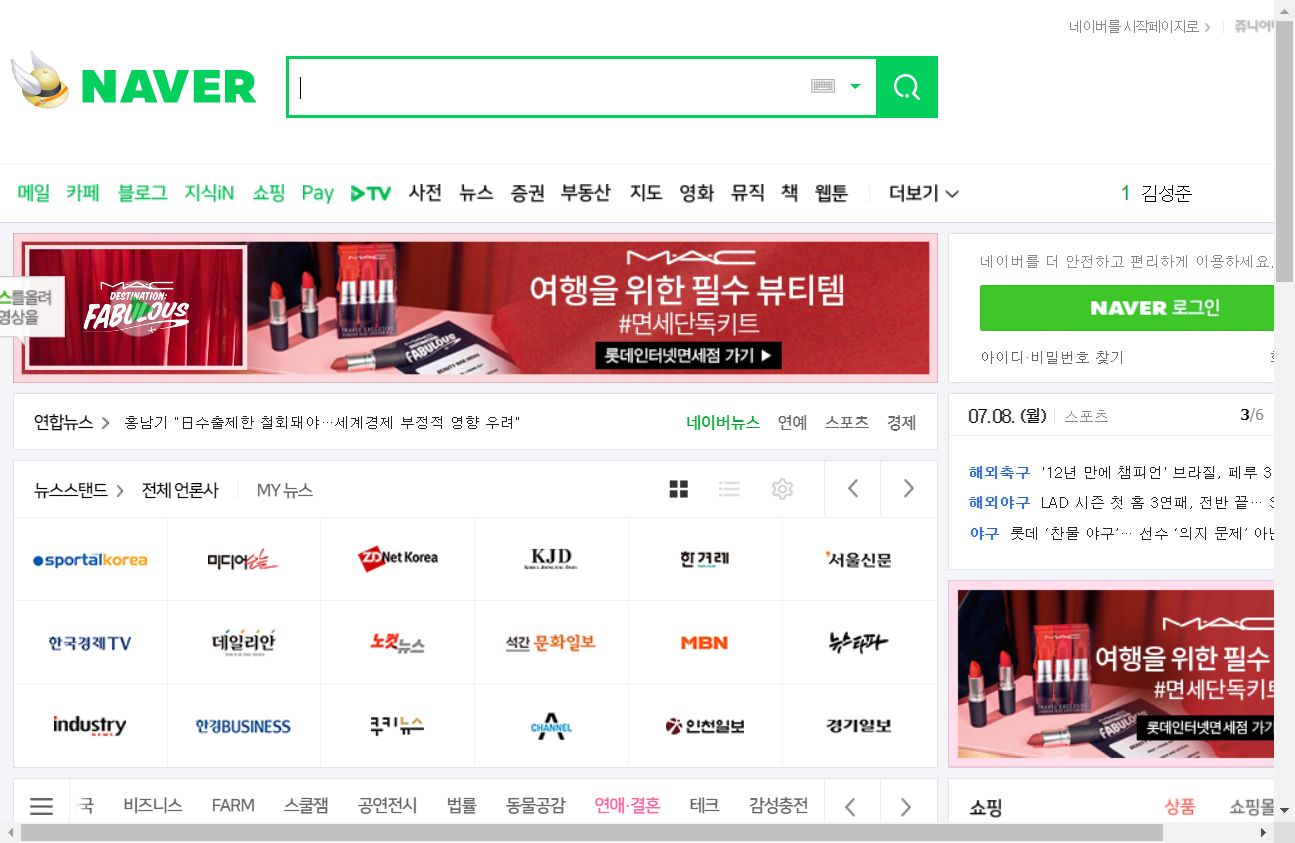 네이버를 시작페이지로
쥬니어네
NAVER
메일 카페 블로그 지식iN 쇼핑 Pay TV 사전 뉴스 증권 부동산 지도 영화 뮤직 책 웹툰 더보기
1 김성준
스를올려
영상을
M·A·C
DESTINATION:
FABULOUS
M·A·C
여행을 위한 필수 뷰티템
#면세단독키트
롯데인터넷면세점 가기 ▶
네이버를 더 안전하고 편리하게 이용하세요.
NAVER 로그인
아이디·비밀번호 찾기
연합뉴스 > 홍남기 "日수출제한 철회돼야…세계경제 부정적 영향 우려"
네이버뉴스 연예 스포츠 경제
07.08. (월) 스포츠 3/6
해외축구 '12년 만에 챔피언' 브라질, 페루 3
해외야구 LAD 시즌 첫 홈 3연패, 전반 끝… S
야구 롯데 ‘찬물 야구’… 선수 ‘의지 문제’ 아닌
뉴스스탠드 > 전체 언론사 MY 뉴스
sportalkorea 미디어오늘 ZDNet Korea KJD 한겨레 서울신문
KOREA JOONGANG DAILY
한국경제TV 데일리안 노컷뉴스 석간 문화일보 MBN 뉴스타파
industry NEWS 한경BUSINESS 쿠키뉴스 CHANNEL A 인천일보 경기일보
M·A·C
여행을 위한 필수
#면세단독키트
롯데인터넷면세점 가기
국 비즈니스 FARM 스쿨잼 공연전시 법률 동물공감 연애·결혼 테크 감성충전
쇼핑 상품 쇼핑몰